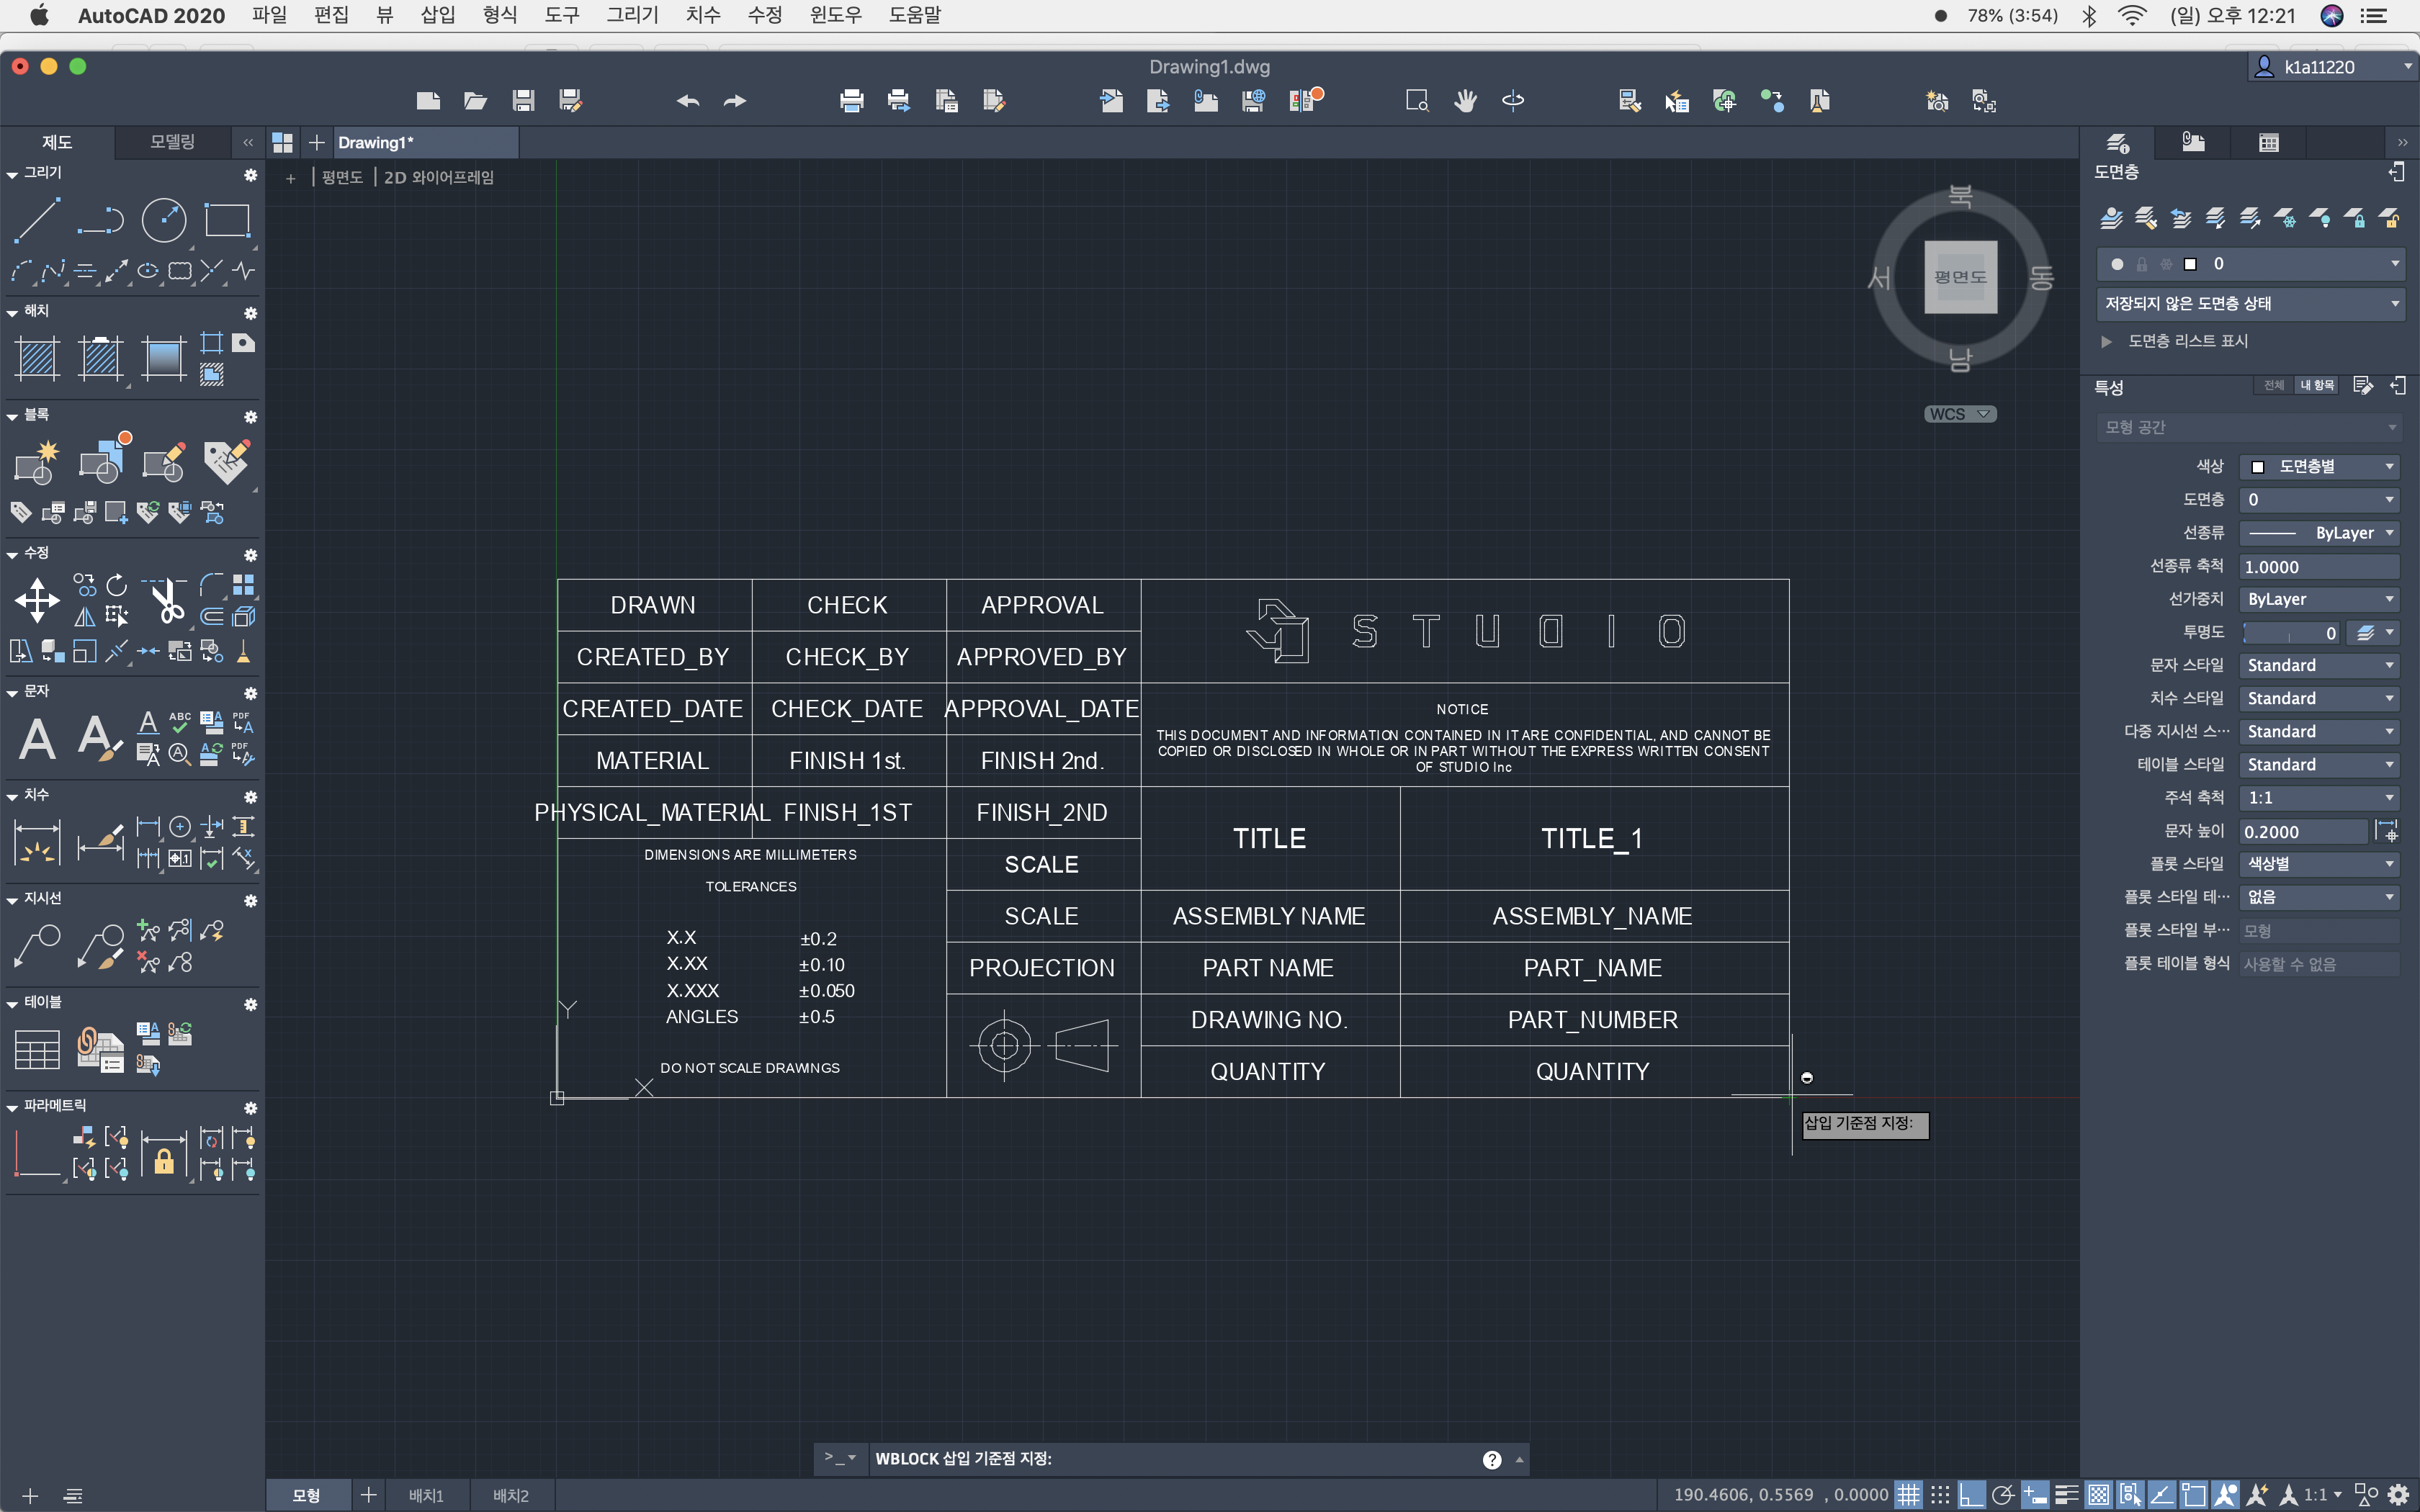 AutoCAD 2020 파일 편집 뷰 삽입 형식 도구 그리기 치수 수정 윈도우 도움말 78% (3:54) (일) 오후 12:21
Drawing1.dwg k1a11220
제도 모델링 « Drawing1* »
+ 평면도 2D 와이어프레임
그리기
해치
블록
수정
문자
ABC PDF
PDF
치수
지시선
테이블
파라메트릭
북
서 평면도 동
남
WCS
DRAWN CHECK APPROVAL
STUDIO
CREATED_BY CHECK_BY APPROVED_BY
CREATED_DATE CHECK_DATE APPROVAL_DATE
NOTICE
THIS DOCUMENT AND INFORMATION CONTAINED IN IT ARE CONFIDENTIAL, AND CANNOT BE
COPIED OR DISCLOSED IN WHOLE OR IN PART WITHOUT THE EXPRESS WRITTEN CONSENT
OF STUDIO Inc
MATERIAL FINISH 1st. FINISH 2nd.
PHYSICAL_MATERIAL FINISH_1ST FINISH_2ND
TITLE TITLE_1
DIMENSIONS ARE MILLIMETERS
SCALE
TOLERANCES
SCALE ASSEMBLY NAME ASSEMBLY_NAME
X.X ±0.2
X.XX ±0.10
PROJECTION PART NAME PART_NAME
X.XXX ±0.050
ANGLES ±0.5
DRAWING NO. PART_NUMBER
DO NOT SCALE DRAWINGS
QUANTITY QUANTITY
Y
X
삽입 기준점 지정:
도면층
0
저장되지 않은 도면층 상태
도면층 리스트 표시
특성 전체 내 항목
모형 공간
색상 도면층별
도면층 0
선종류 ByLayer
선종류 축척 1.0000
선가중치 ByLayer
투명도 0
문자 스타일 Standard
치수 스타일 Standard
다중 지시선 스… Standard
테이블 스타일 Standard
주석 축척 1:1
문자 높이 0.2000
플롯 스타일 색상별
플롯 스타일 테… 없음
플롯 스타일 부… 모형
플롯 테이블 형식 사용할 수 없음
>_ WBLOCK 삽입 기준점 지정: ?
모형 + 배치1 배치2 190.4606, 0.5569 , 0.0000 1:1